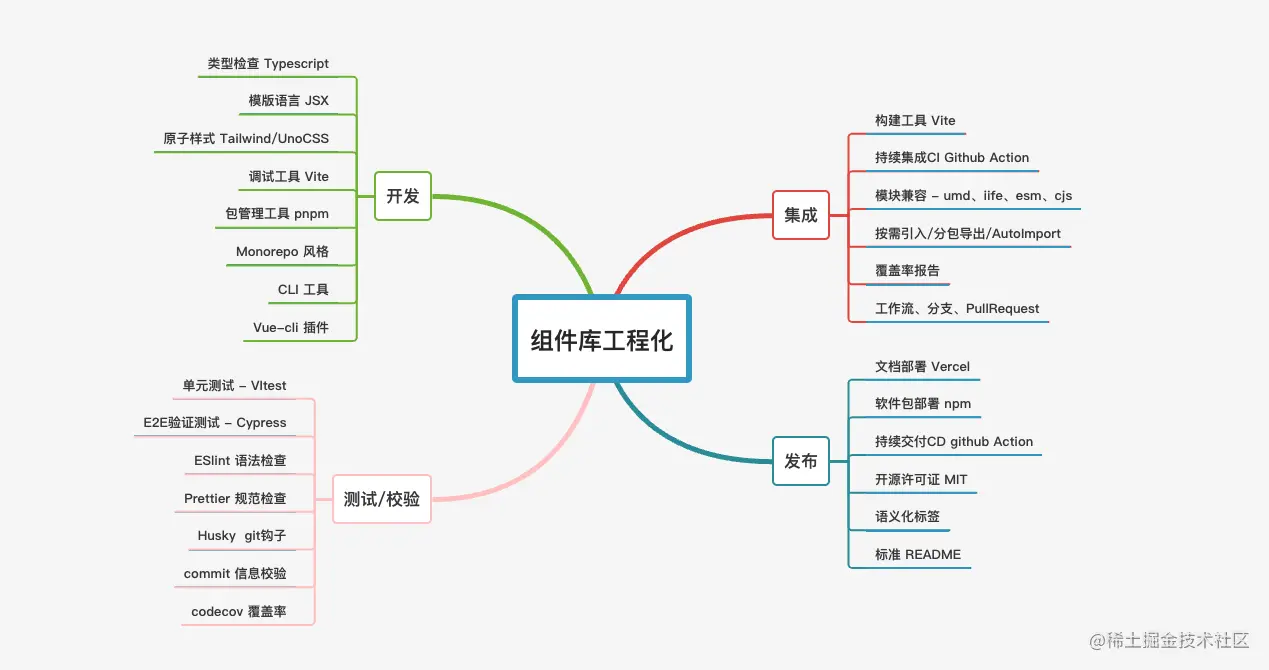 组件库工程化
开发
类型检查 Typescript
模版语言 JSX
原子样式 Tailwind/UnoCSS
调试工具 Vite
包管理工具 pnpm
Monorepo 风格
CLI 工具
Vue-cli 插件
测试/校验
单元测试 - VItest
E2E验证测试 - Cypress
ESlint 语法检查
Prettier 规范检查
Husky  git钩子
commit 信息校验
codecov 覆盖率
集成
构建工具 Vite
持续集成CI Github Action
模块兼容 - umd、iife、esm、cjs
按需引入/分包导出/AutoImport
覆盖率报告
工作流、分支、PullRequest
发布
文档部署 Vercel
软件包部署 npm
持续交付CD github Action
开源许可证 MIT
语义化标签
标准 README
@稀土掘金技术社区